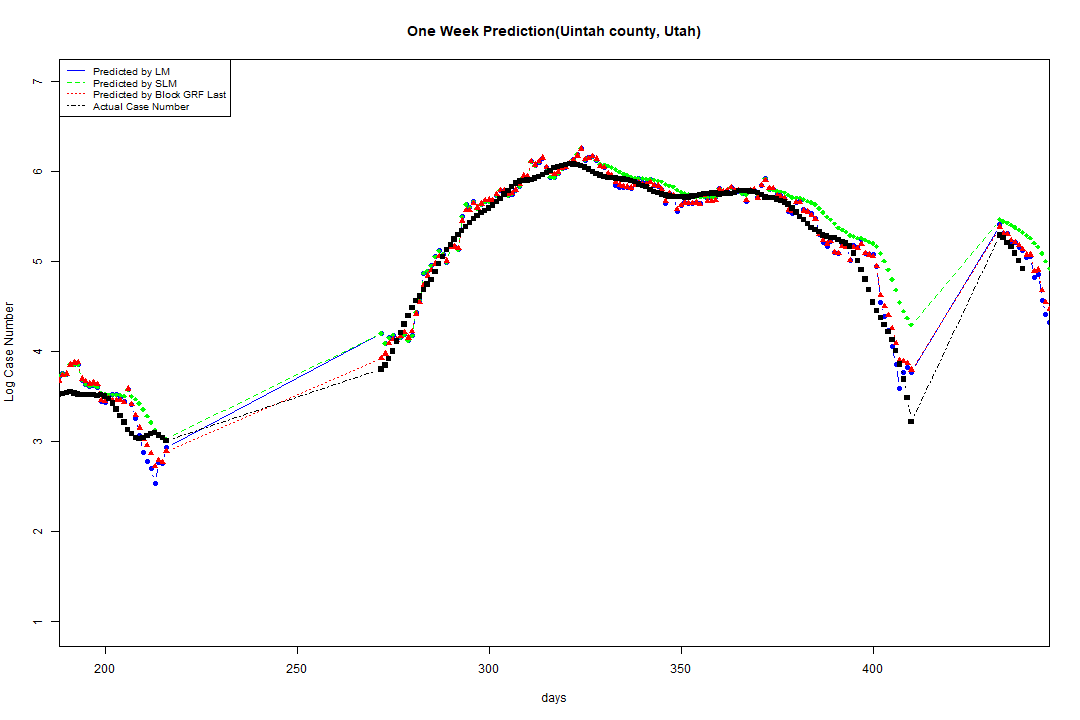 One Week Prediction(Uintah county, Utah)
Predicted by LM
Predicted by SLM
Predicted by Block GRF Last
Actual Case Number
7
6
5
4
3
2
1
Log Case Number
200 250 300 350 400
days